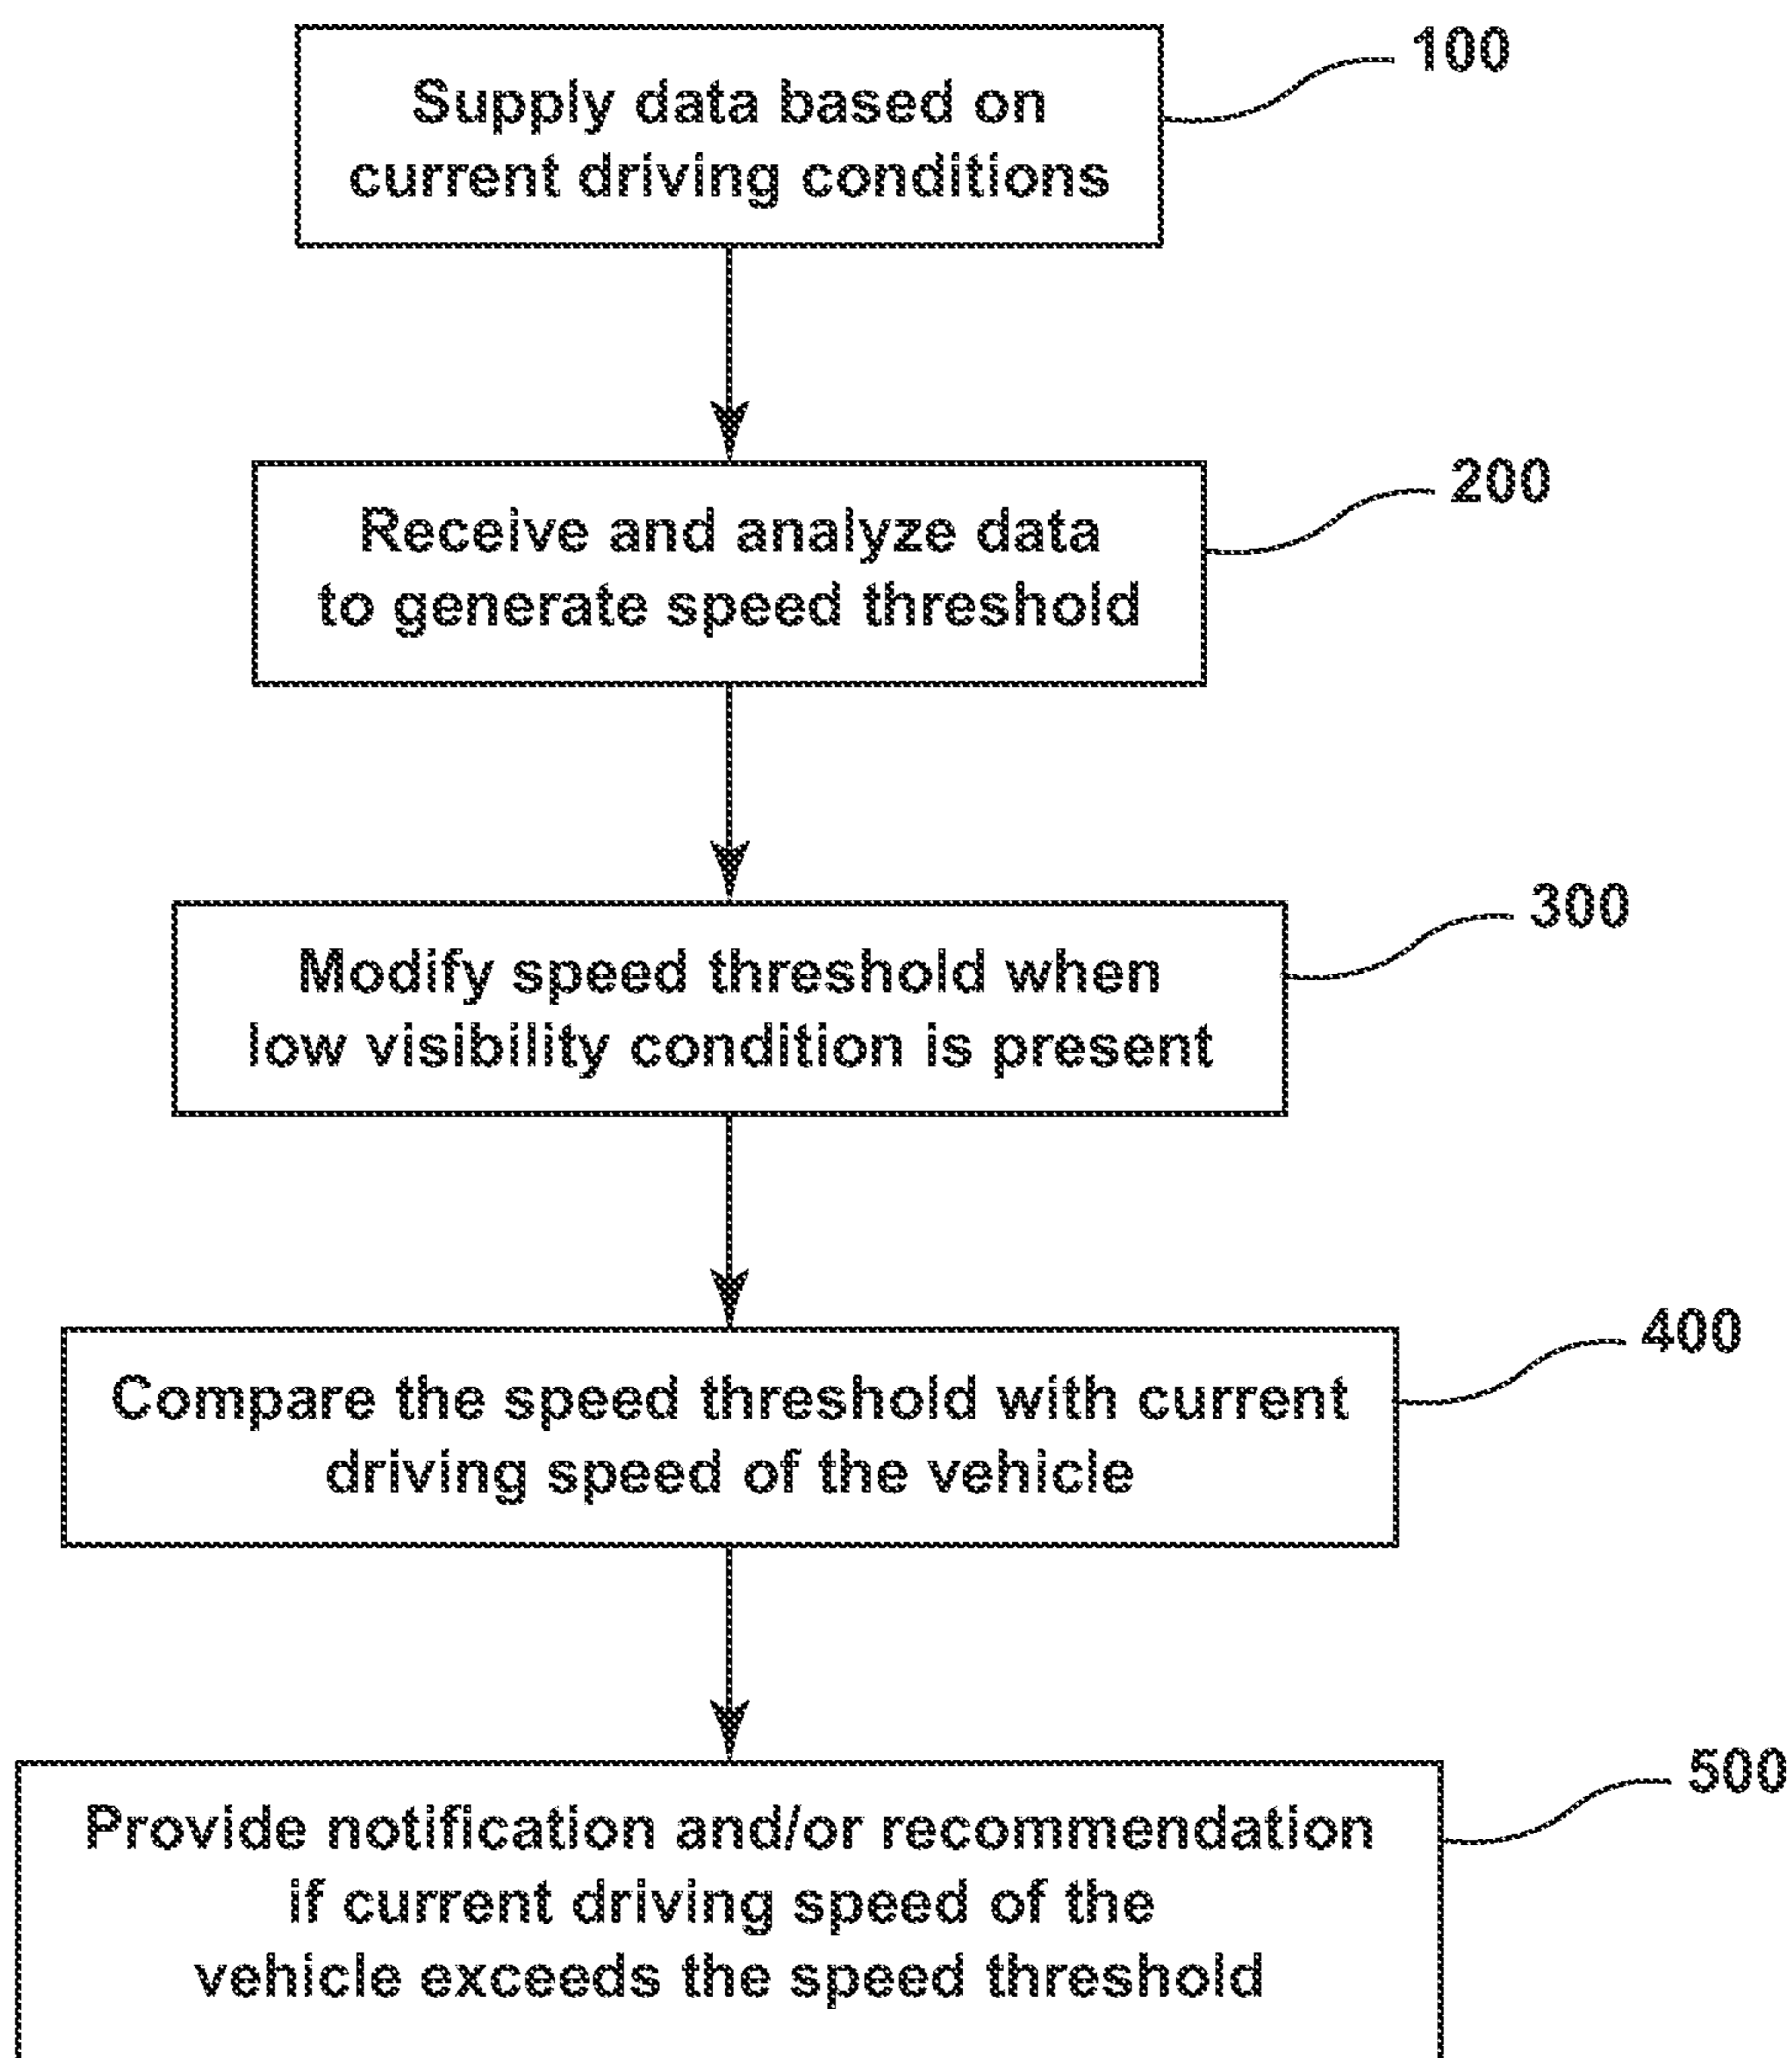 Supply data based on
current driving conditions
100
Receive and analyze data
to generate speed threshold
200
Modify speed threshold when
low visibility condition is present
300
Compare the speed threshold with current
driving speed of the vehicle
400
Provide notification and/or recommendation
if current driving speed of the
vehicle exceeds the speed threshold
500